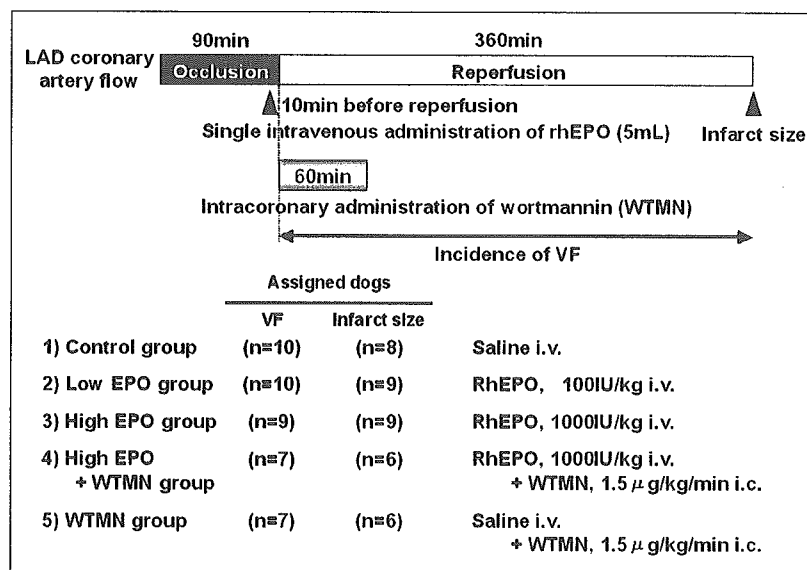 90min 360min
LAD coronary artery flow
Occlusion Reperfusion
10min before reperfusion
Single intravenous administration of rhEPO (5mL) Infarct size
60min
Intracoronary administration of wortmannin (WTMN)
Incidence of VF
Assigned dogs
VF Infarct size
1) Control group (n=10) (n=8) Saline i.v.
2) Low EPO group (n=10) (n=9) RhEPO, 100IU/kg i.v.
3) High EPO group (n=9) (n=9) RhEPO, 1000IU/kg i.v.
4) High EPO (n=7) (n=6) RhEPO, 1000IU/kg i.v.
+ WTMN group + WTMN, 1.5 μg/kg/min i.c.
5) WTMN group (n=7) (n=6) Saline i.v.
+ WTMN, 1.5 μg/kg/min i.c.